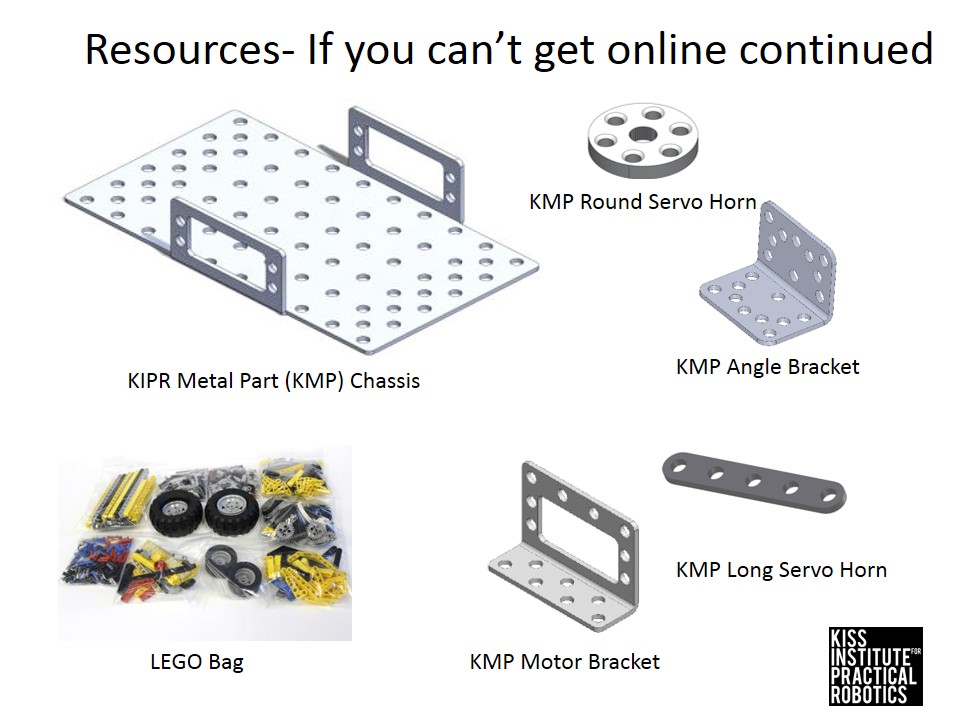 Resources- If you can’t get online continued
KMP Round Servo Horn
KIPR Metal Part (KMP) Chassis
KMP Angle Bracket
LEGO Bag
KMP Motor Bracket
KMP Long Servo Horn
KISS
INSTITUTE FOR
PRACTICAL
ROBOTICS